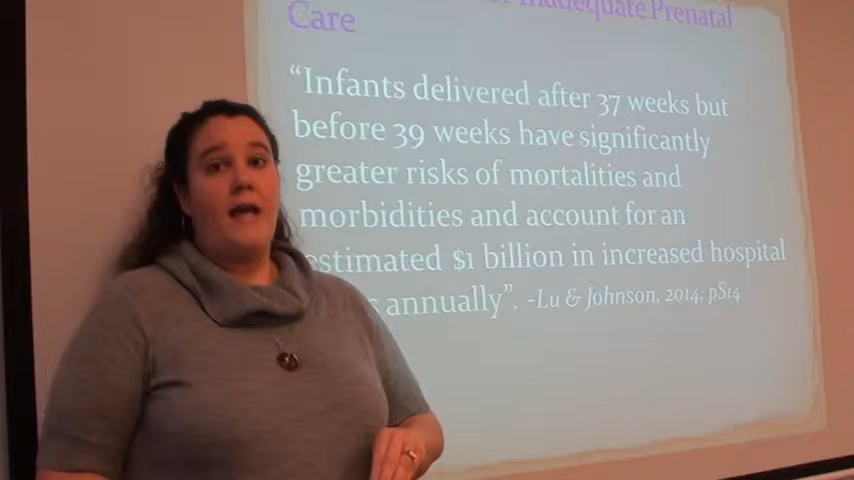 Inadequate Prenatal
Care
“Infants delivered after 37 weeks but
before 39 weeks have significantly
greater risks of mortalities and
morbidities and account for an
estimated $1 billion in increased hospital
annually”. -Lu & Johnson, 2014, pS14